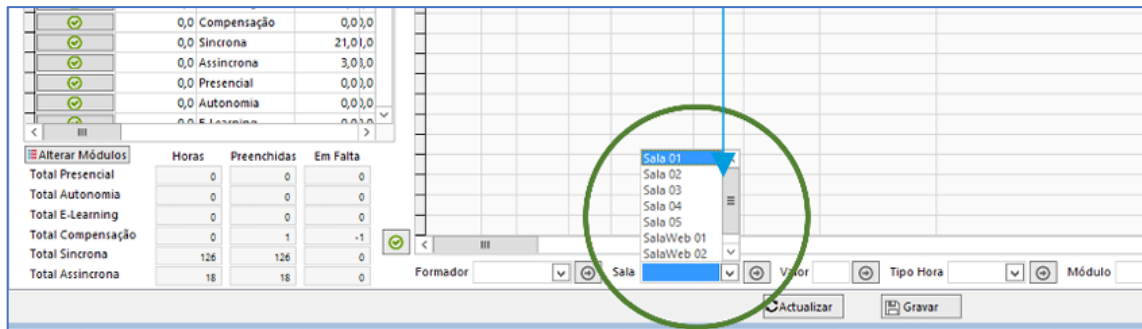 0,0 Compensação 0,0 0,0
0,0 Sincrona 21,0 1,0
0,0 Assincrona 3,0 3,0
0,0 Presencial 0,0 0,0
0,0 Autonomia 0,0 0,0
0,0 E-Learning
Alterar Módulos Horas Preenchidas Em Falta
Total Presencial 0 0 0
Total Autonomia 0 0 0
Total E-Learning 0 0 0
Total Compensação 0 1 -1
Total Sincrona 126 126 0
Total Assincrona 18 18 0
Sala 01
Sala 02
Sala 03
Sala 04
Sala 05
SalaWeb 01
SalaWeb 02
Formador Sala Valor Tipo Hora Módulo
Actualizar Gravar